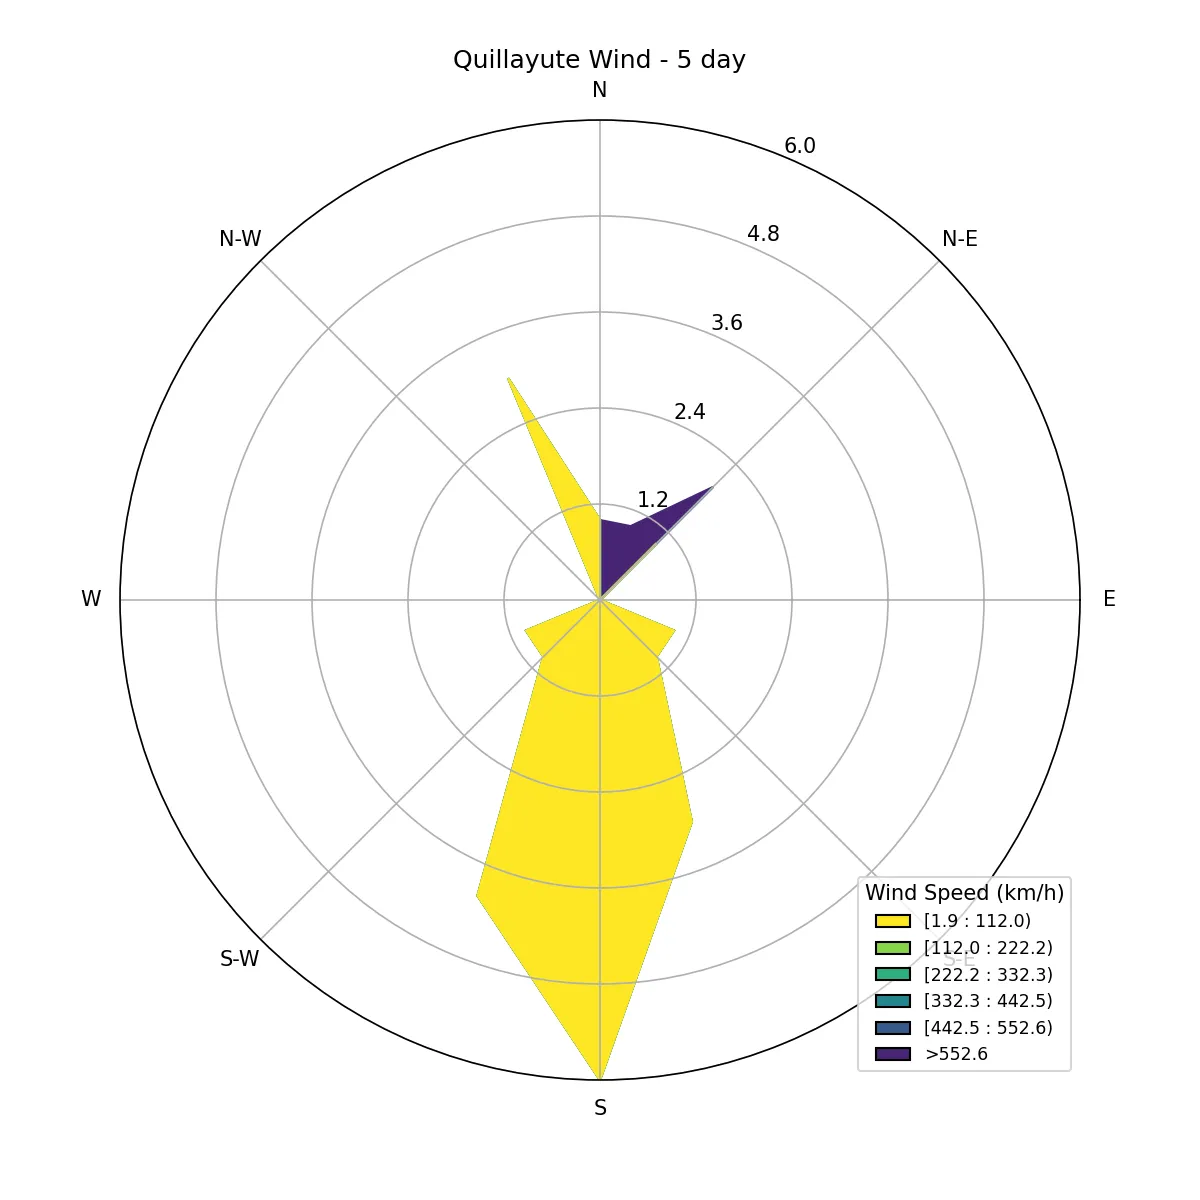 Quillayute Wind - 5 day
N
6.0
N-W
4.8
N-E
3.6
2.4
1.2
W
E
S-W
S-E
Wind Speed (km/h)
[1.9 : 112.0)
[112.0 : 222.2)
[222.2 : 332.3)
[332.3 : 442.5)
[442.5 : 552.6)
>552.6
S